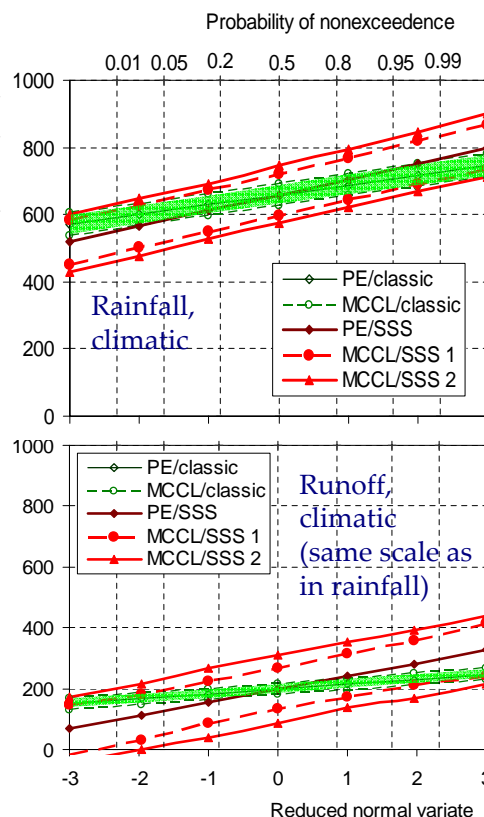 Probability of nonexceedence
0.01 0.05 0.2 0.5 0.8 0.95 0.99
1000
800
600
400
200
0
PE/classic
MCCL/classic
PE/SSS
MCCL/SSS 1
MCCL/SSS 2
Rainfall,
climatic
1000
800
600
400
200
0
PE/classic
MCCL/classic
PE/SSS
MCCL/SSS 1
MCCL/SSS 2
Runoff,
climatic
(same scale as
in rainfall)
-3 -2 -1 0 1 2 3
Reduced normal variate